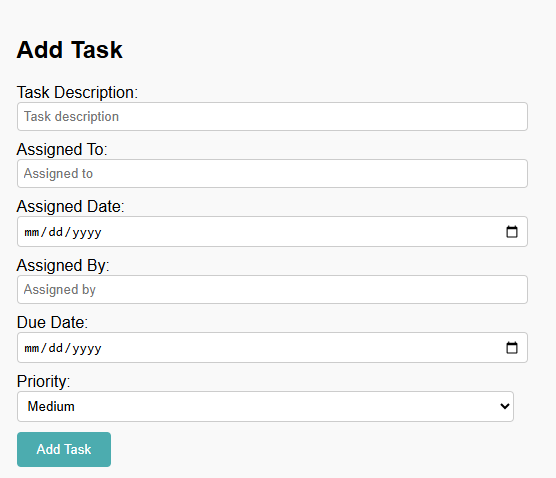 Add Task
Task Description:
Task description
Assigned To:
Assigned to
Assigned Date:
mm/dd/yyyy
Assigned By:
Assigned by
Due Date:
mm/dd/yyyy
Priority:
Medium
Add Task